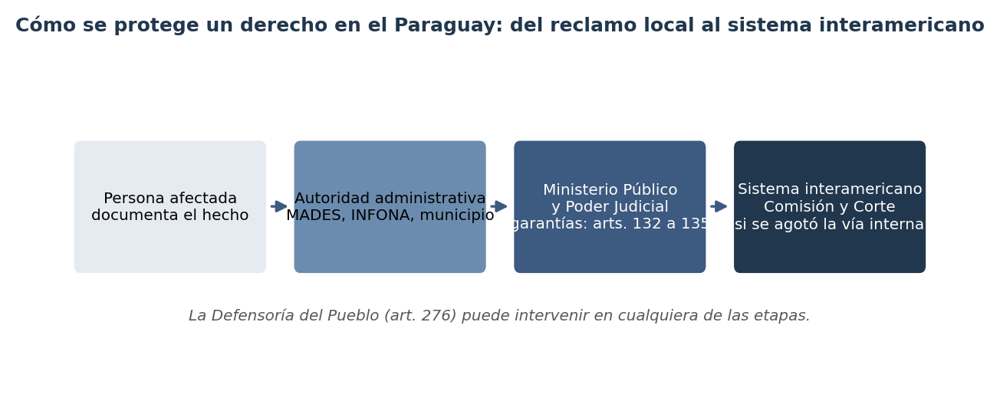 Cómo se protege un derecho en el Paraguay: del reclamo local al sistema interamericano
Persona afectada
documenta el hecho
Autoridad administrativa
MADES, INFONA, municipio
Ministerio Público
y Poder Judicial
garantías: arts. 132 a 135
Sistema interamericano
Comisión y Corte
si se agotó la vía interna
La Defensoría del Pueblo (art. 276) puede intervenir en cualquiera de las etapas.